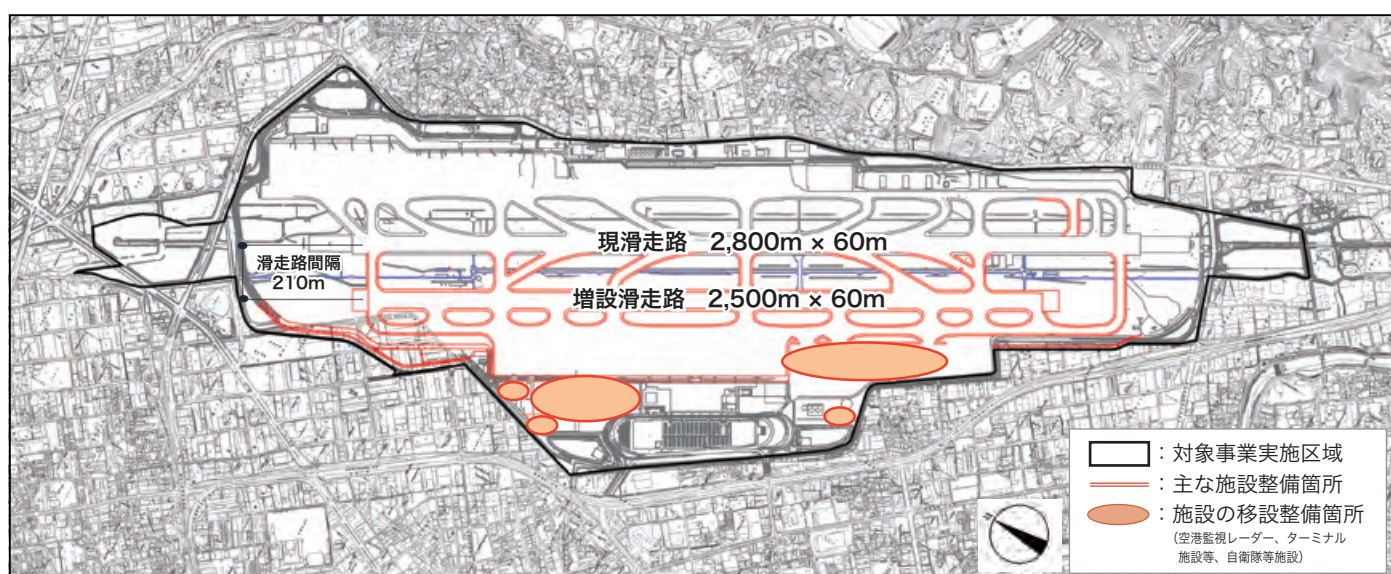 現滑走路 2,800m × 60m
滑走路間隔
210m
増設滑走路 2,500m × 60m
：対象事業実施区域
：主な施設整備箇所
：施設の移設整備箇所
（空港監視レーダー、ターミナル
施設等、自衛隊等施設）